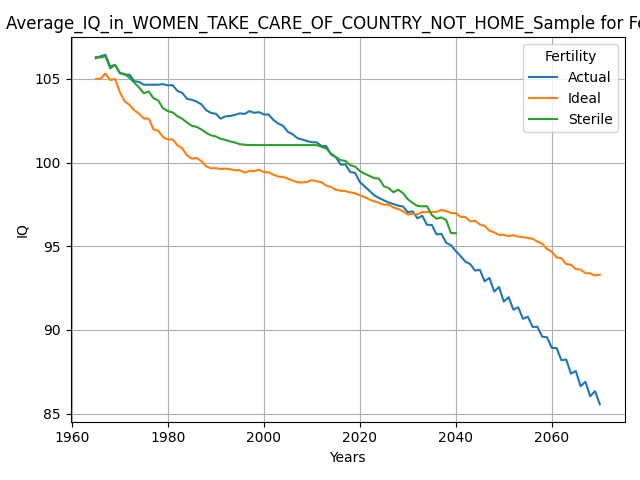 Average_IQ_in_WOMEN_TAKE_CARE_OF_COUNTRY_NOT_HOME_Sample for Fe
Fertility
Actual
Ideal
Sterile
105
100
95
90
85
IQ
1960 1980 2000 2020 2040 2060
Years